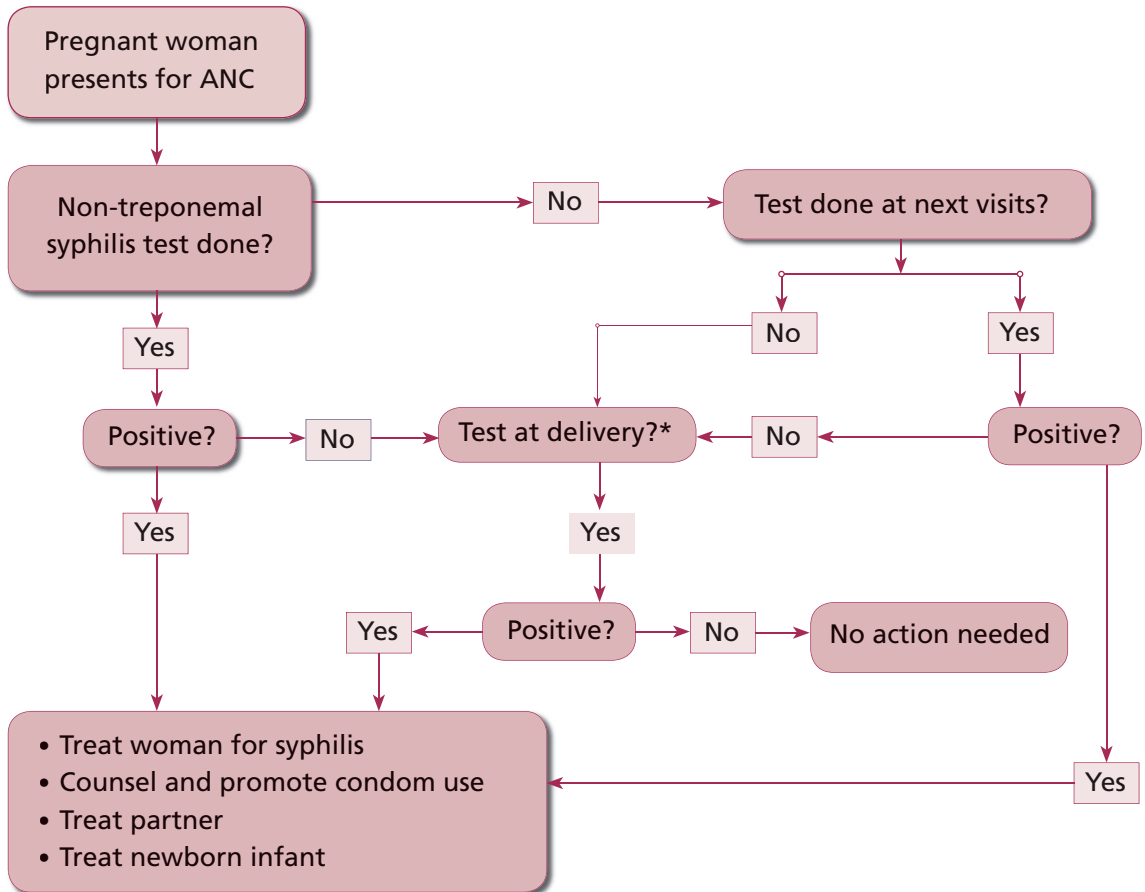 Pregnant woman
presents for ANC
Non-treponemal
syphilis test done?
No
Test done at next visits?
Yes
No
Yes
Positive?
No
Test at delivery?*
No
Positive?
Yes
Yes
Yes
Positive?
No
No action needed
• Treat woman for syphilis
• Counsel and promote condom use
• Treat partner
• Treat newborn infant
Yes